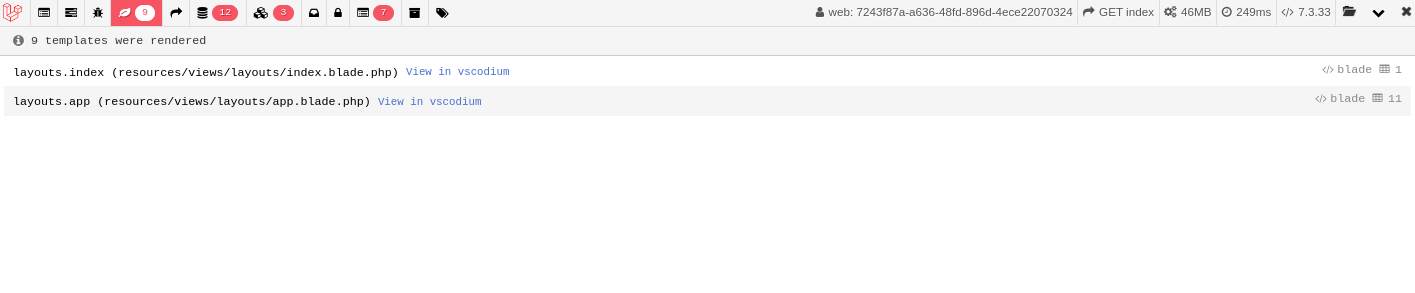 9 12 3 7 web: 7243f87a-a636-48fd-896d-4ece22070324 GET index 46MB 249ms 7.3.33
9 templates were rendered
layouts.index (resources/views/layouts/index.blade.php) View in vscodium blade 1
layouts.app (resources/views/layouts/app.blade.php) View in vscodium blade 11